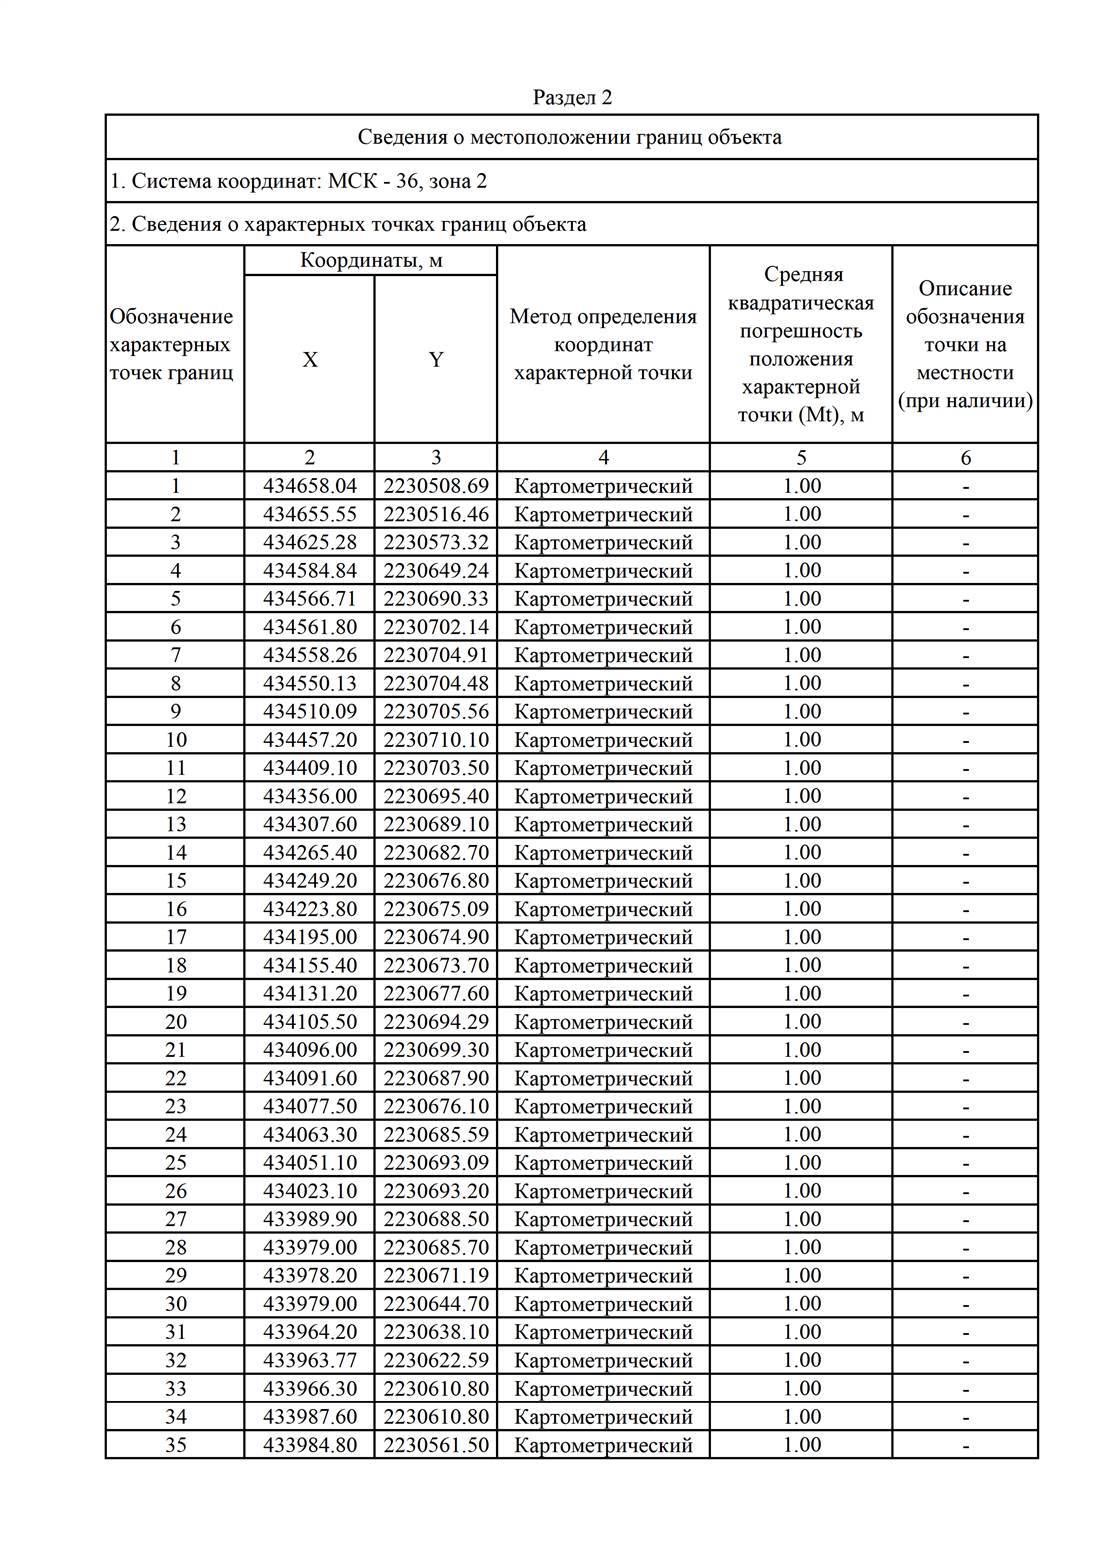 Раздел 2
Сведения о местоположении границ объекта
1. Система координат: МСК - 36, зона 2
2. Сведения о характерных точках границ объекта
Обозначение характерных точек границ
Координаты, м
X
Y
Метод определения координат характерной точки
Средняя квадратическая погрешность положения характерной точки (Mt), м
Описание обозначения точки на местности (при наличии)
1 2 3 4 5 6
1 434658.04 2230508.69 Картометрический 1.00 -
2 434655.55 2230516.46 Картометрический 1.00 -
3 434625.28 2230573.32 Картометрический 1.00 -
4 434584.84 2230649.24 Картометрический 1.00 -
5 434566.71 2230690.33 Картометрический 1.00 -
6 434561.80 2230702.14 Картометрический 1.00 -
7 434558.26 2230704.91 Картометрический 1.00 -
8 434550.13 2230704.48 Картометрический 1.00 -
9 434510.09 2230705.56 Картометрический 1.00 -
10 434457.20 2230710.10 Картометрический 1.00 -
11 434409.10 2230703.50 Картометрический 1.00 -
12 434356.00 2230695.40 Картометрический 1.00 -
13 434307.60 2230689.10 Картометрический 1.00 -
14 434265.40 2230682.70 Картометрический 1.00 -
15 434249.20 2230676.80 Картометрический 1.00 -
16 434223.80 2230675.09 Картометрический 1.00 -
17 434195.00 2230674.90 Картометрический 1.00 -
18 434155.40 2230673.70 Картометрический 1.00 -
19 434131.20 2230677.60 Картометрический 1.00 -
20 434105.50 2230694.29 Картометрический 1.00 -
21 434096.00 2230699.30 Картометрический 1.00 -
22 434091.60 2230687.90 Картометрический 1.00 -
23 434077.50 2230676.10 Картометрический 1.00 -
24 434063.30 2230685.59 Картометрический 1.00 -
25 434051.10 2230693.09 Картометрический 1.00 -
26 434023.10 2230693.20 Картометрический 1.00 -
27 433989.90 2230688.50 Картометрический 1.00 -
28 433979.00 2230685.70 Картометрический 1.00 -
29 433978.20 2230671.19 Картометрический 1.00 -
30 433979.00 2230644.70 Картометрический 1.00 -
31 433964.20 2230638.10 Картометрический 1.00 -
32 433963.77 2230622.59 Картометрический 1.00 -
33 433966.30 2230610.80 Картометрический 1.00 -
34 433987.60 2230610.80 Картометрический 1.00 -
35 433984.80 2230561.50 Картометрический 1.00 -